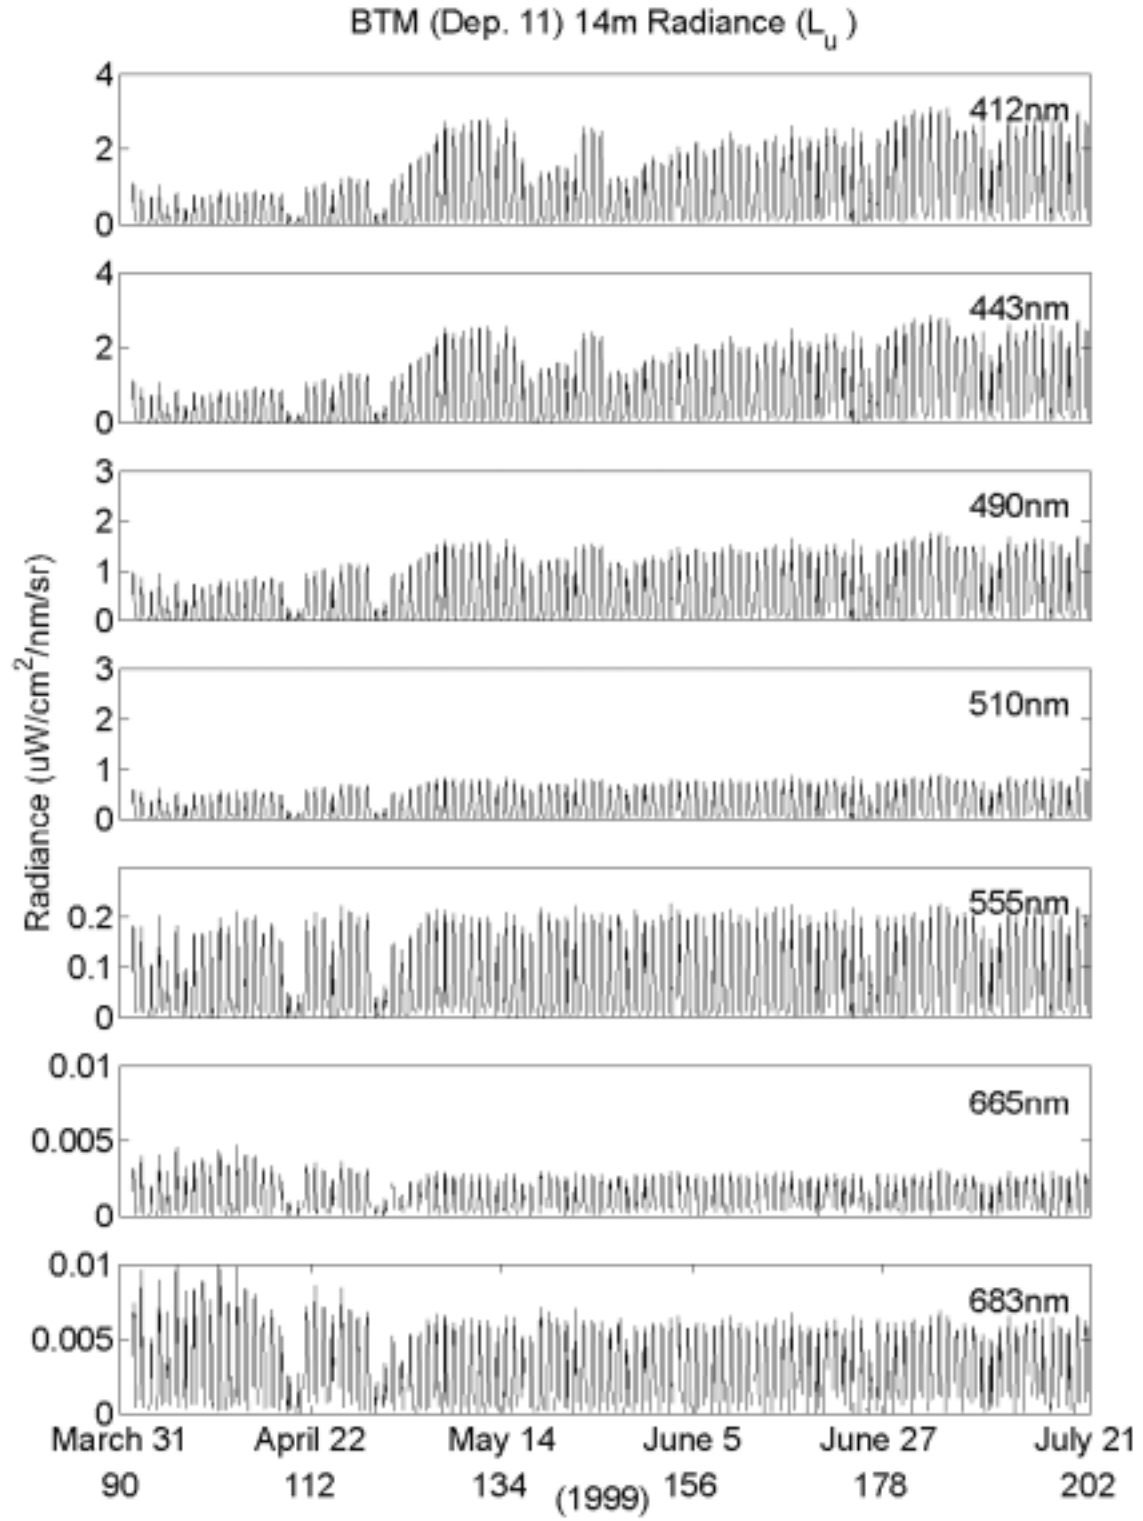 BTM (Dep. 11) 14m Radiance (Lu)
4
412nm
2
0
4
443nm
2
0
3
490nm
2
1
0
3
510nm
2
1
0
555nm
0.2
0.1
0
0.01
665nm
0.005
0
0.01
683nm
0.005
0
Radiance (uW/cm²/nm/sr)
March 31 April 22 May 14 June 5 June 27 July 21
90 112 134 156 178 202
(1999)